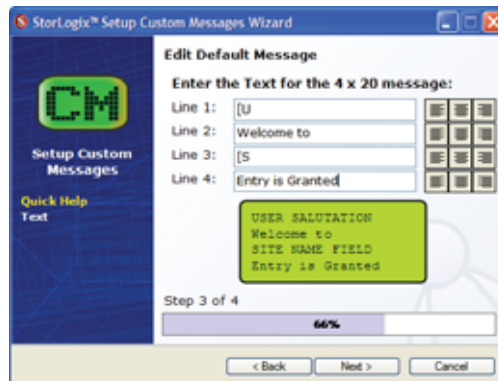 StorLogix™ Setup Custom Messages Wizard
CM
Setup Custom
Messages
Quick Help
Text
Edit Default Message
Enter the Text for the 4 x 20 message:
Line 1: [U
Line 2: Welcome to
Line 3: [S
Line 4: Entry is Granted
USER SALUTATION
Welcome to
SITE NAME FIELD
Entry is Granted
Step 3 of 4
66%
< Back Next > Cancel